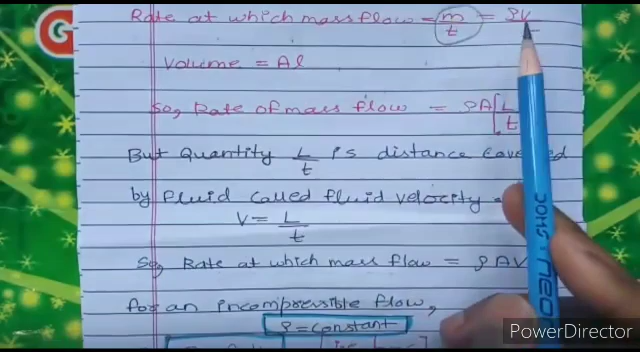 G
Rate at which mass flow = m/t = ρV
Volume = Al
So, Rate of mass flow = ρA[L/t
But Quantity L/t is distance covered
by fluid called fluid velocity
V = L/t
So, Rate at which mass flow = ρAV
for an incompressible flow,
ρ = constant
PowerDirector